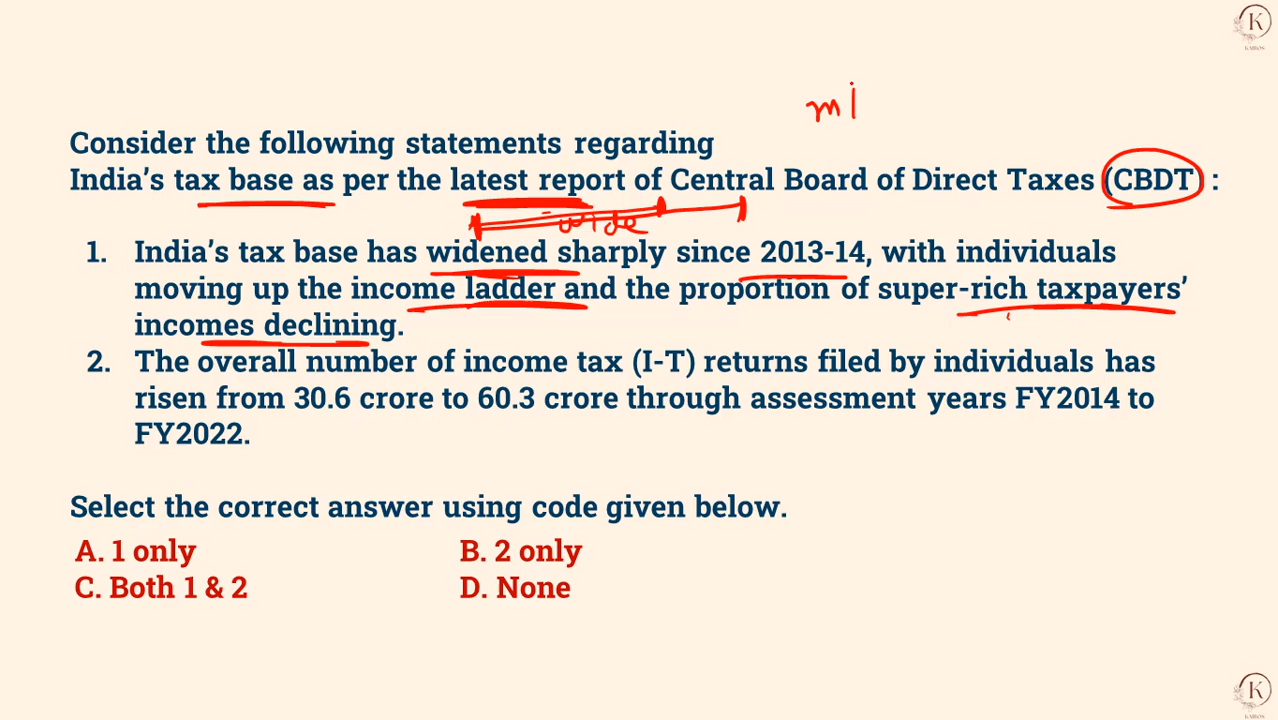 K
KAIROS
mi
Consider the following statements regarding
India's tax base as per the latest report of Central Board of Direct Taxes (CBDT) :
wide
1. India's tax base has widened sharply since 2013-14, with individuals
moving up the income ladder and the proportion of super-rich taxpayers'
incomes declining.
2. The overall number of income tax (I-T) returns filed by individuals has
risen from 30.6 crore to 60.3 crore through assessment years FY2014 to
FY2022.
Select the correct answer using code given below.
A. 1 only B. 2 only
C. Both 1 & 2 D. None
K
KAIROS